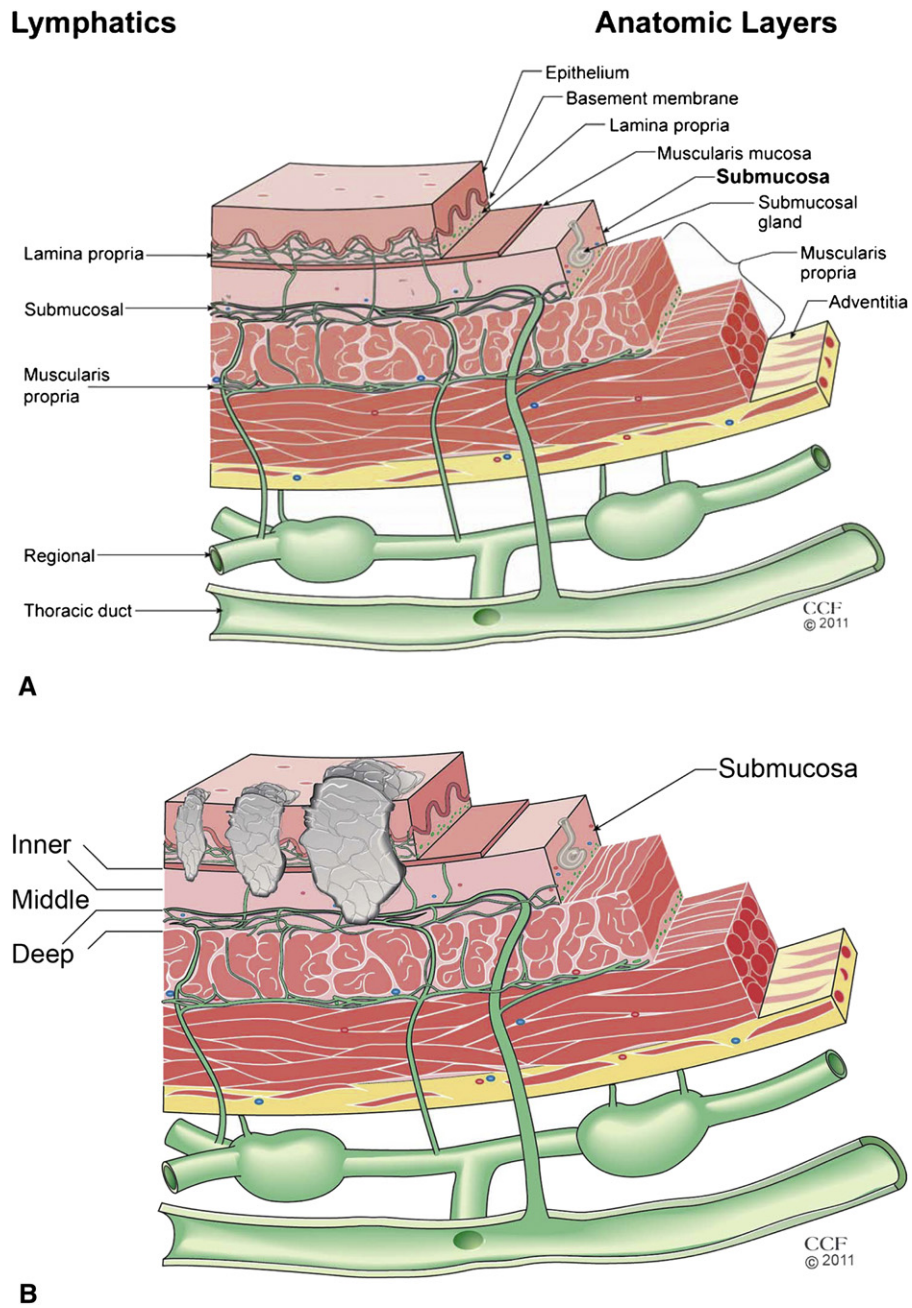 Lymphatics
Anatomic Layers
Epithelium
Basement membrane
Lamina propria
Muscularis mucosa
Submucosa
Submucosal
gland
Muscularis
propria
Adventitia
Lamina propria
Submucosal
Muscularis
propria
Regional
Thoracic duct
CCF
© 2011
A
Submucosa
Inner
Middle
Deep
CCF
© 2011
B